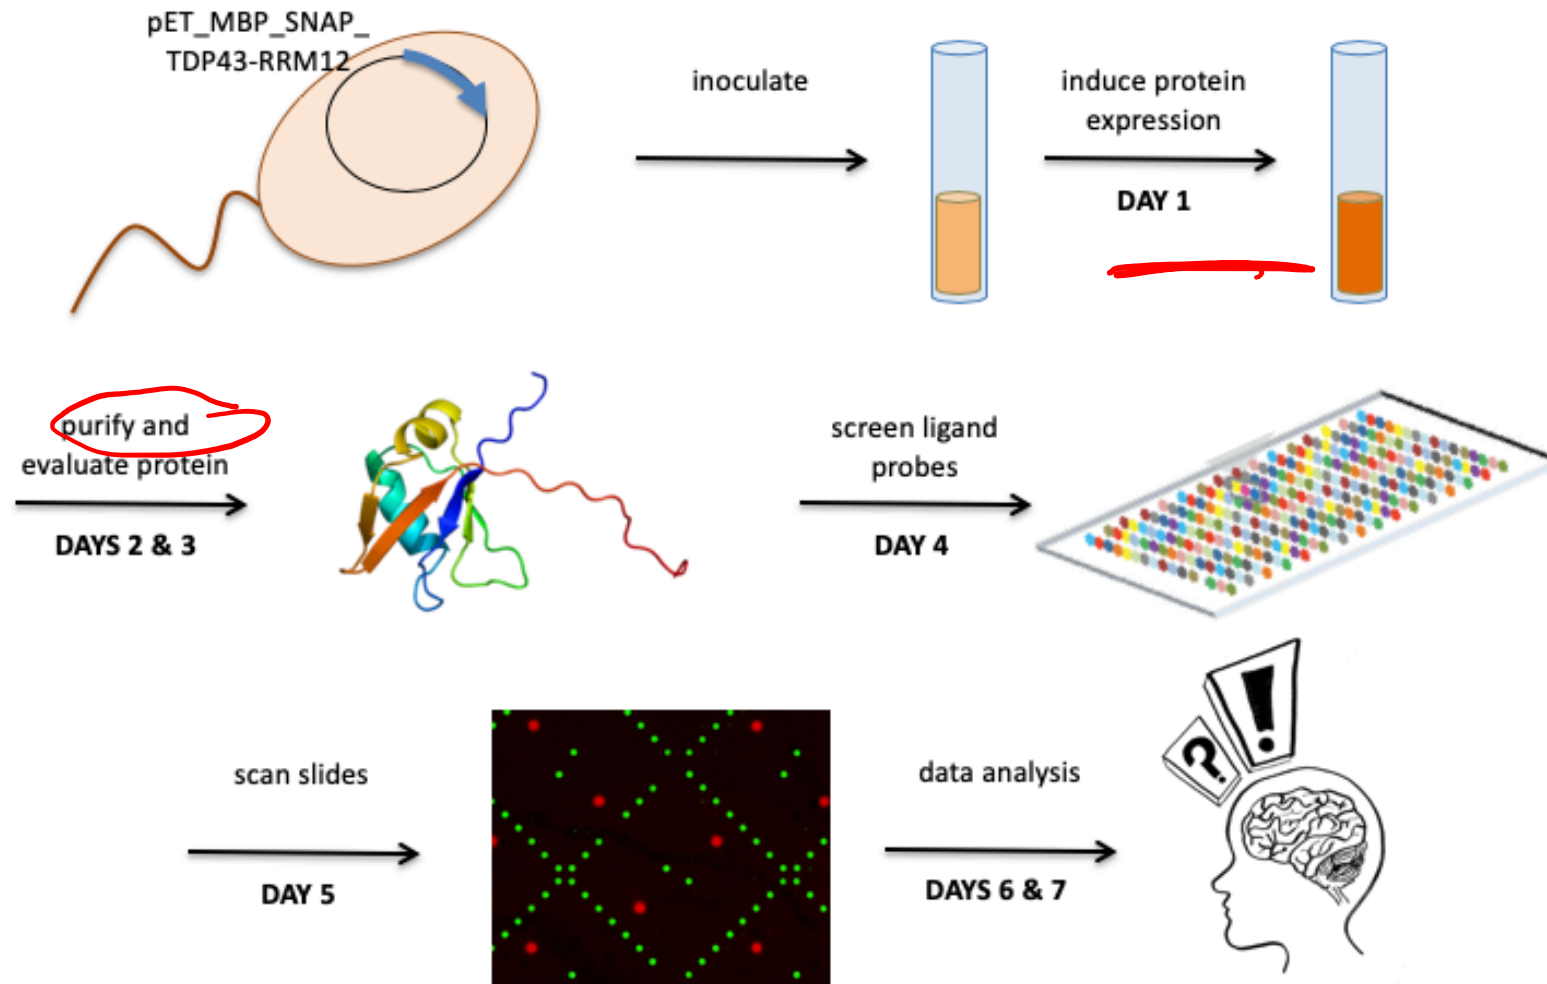 pET_MBP_SNAP_
TDP43-RRM12
inoculate
induce protein
expression
DAY 1
purify and
evaluate protein
DAYS 2 & 3
screen ligand
probes
DAY 4
scan slides
DAY 5
data analysis
DAYS 6 & 7
?
!